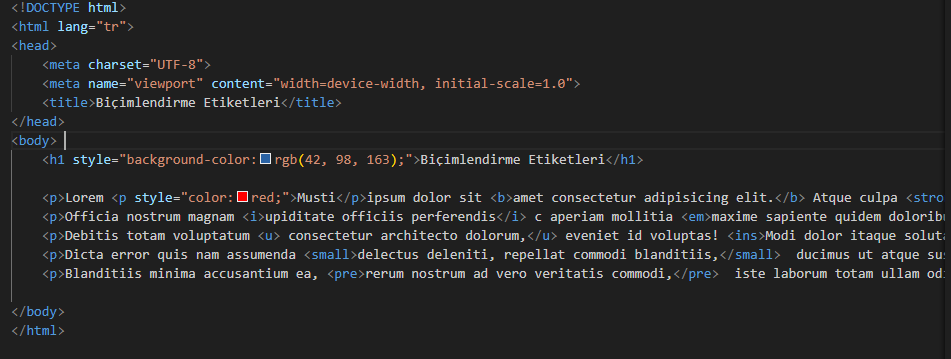 <!DOCTYPE html>
<html lang="tr">
<head>
<meta charset="UTF-8">
<meta name="viewport" content="width=device-width, initial-scale=1.0">
<title>Biçimlendirme Etiketleri</title>
</head>
<body>
<h1 style="background-color:rgb(42, 98, 163);">Biçimlendirme Etiketleri</h1>
<p>Lorem <p style="color:red;">Musti</p>ipsum dolor sit <b>amet consectetur adipisicing elit.</b> Atque culpa <stro
<p>Officia nostrum magnam <i>upiditate officiis perferendis</i> c aperiam mollitia <em>maxime sapiente quidem doloribu
<p>Debitis totam voluptatum <u> consectetur architecto dolorum,</u> eveniet id voluptas! <ins>Modi dolor itaque soluta
<p>Dicta error quis nam assumenda <small>delectus deleniti, repellat commodi blanditiis,</small>  ducimus ut atque sus
<p>Blanditiis minima accusantium ea, <pre>rerum nostrum ad vero veritatis commodi,</pre>  iste laborum totam ullam odi
</body>
</html>